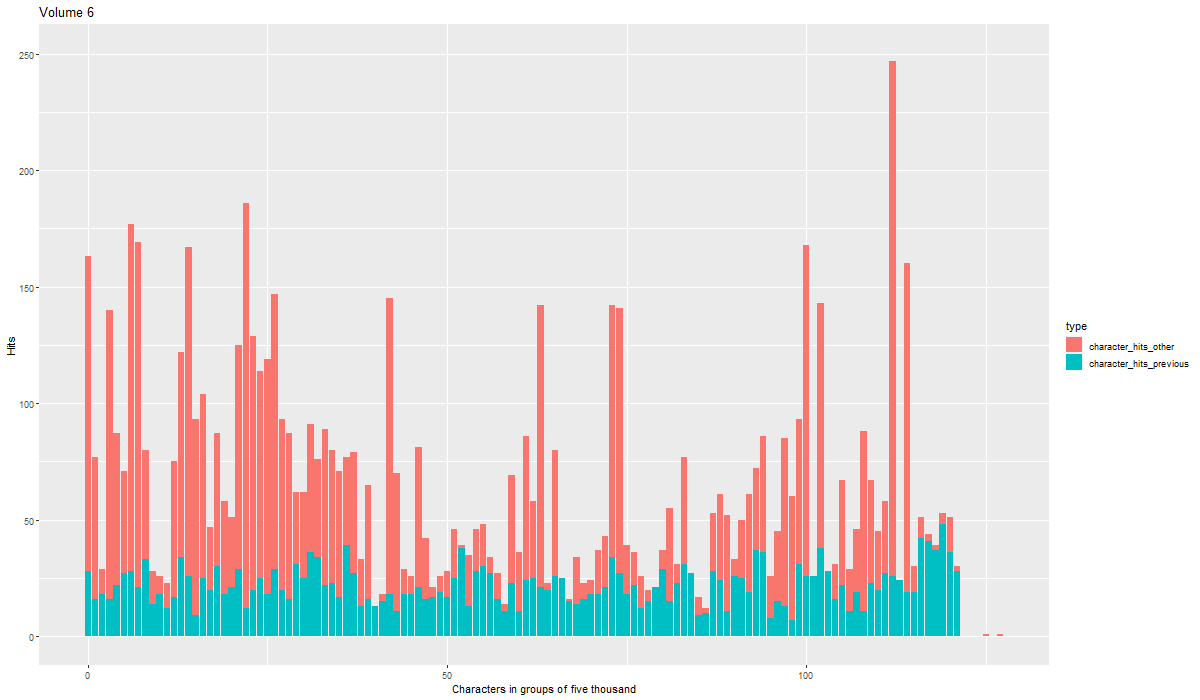 Volume 6
250
200
150
100
50
0
Hits
0 50 100
Characters in groups of five thousand
type
character_hits_other
character_hits_previous